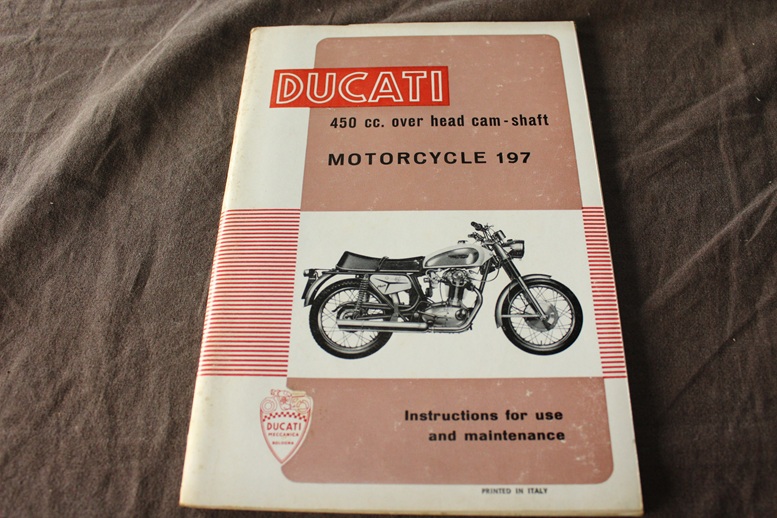 DUCATI
450 cc. over head cam-shaft
MOTORCYCLE 197
Instructions for use
and maintenance
DUCATI
MECCANICA
BOLOGNA
PRINTED IN ITALY